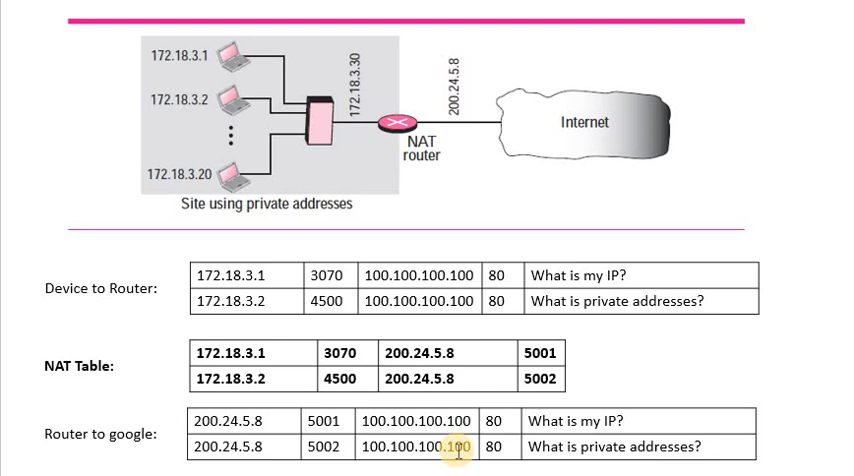 172.18.3.1
172.18.3.2
172.18.3.20
172.18.3.30
200.24.5.8
NAT
router
Internet
Site using private addresses
Device to Router:
172.18.3.1 3070 100.100.100.100 80 What is my IP?
172.18.3.2 4500 100.100.100.100 80 What is private addresses?
NAT Table:
172.18.3.1 3070 200.24.5.8 5001
172.18.3.2 4500 200.24.5.8 5002
Router to google:
200.24.5.8 5001 100.100.100.100 80 What is my IP?
200.24.5.8 5002 100.100.100.100 80 What is private addresses?